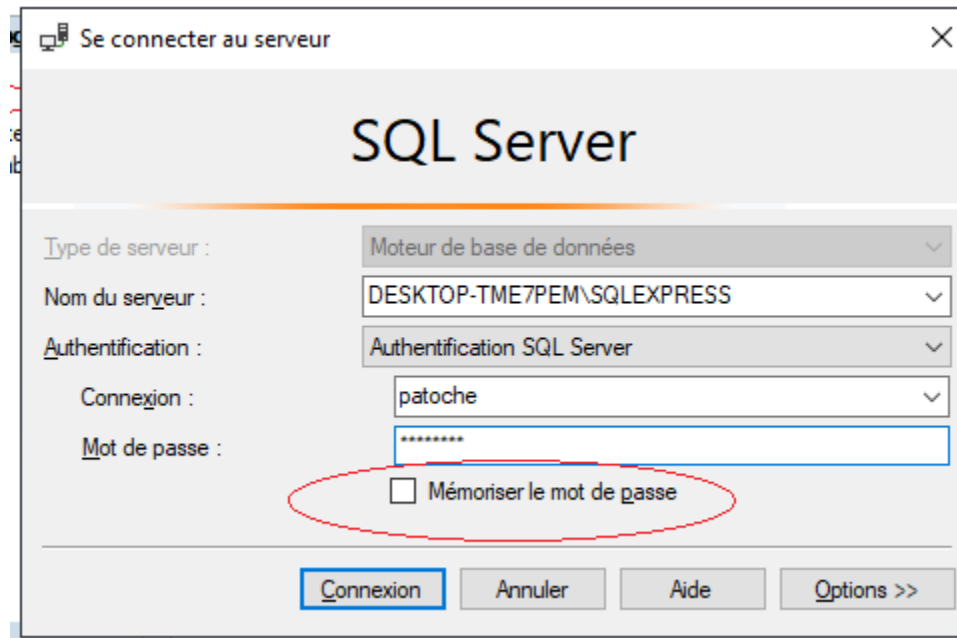 Se connecter au serveur
SQL Server
Type de serveur :
Moteur de base de données
Nom du serveur :
DESKTOP-TME7PEM\SQLEXPRESS
Authentification :
Authentification SQL Server
Connexion :
patoche
Mot de passe :
********
Mémoriser le mot de passe
Connexion
Annuler
Aide
Options >>